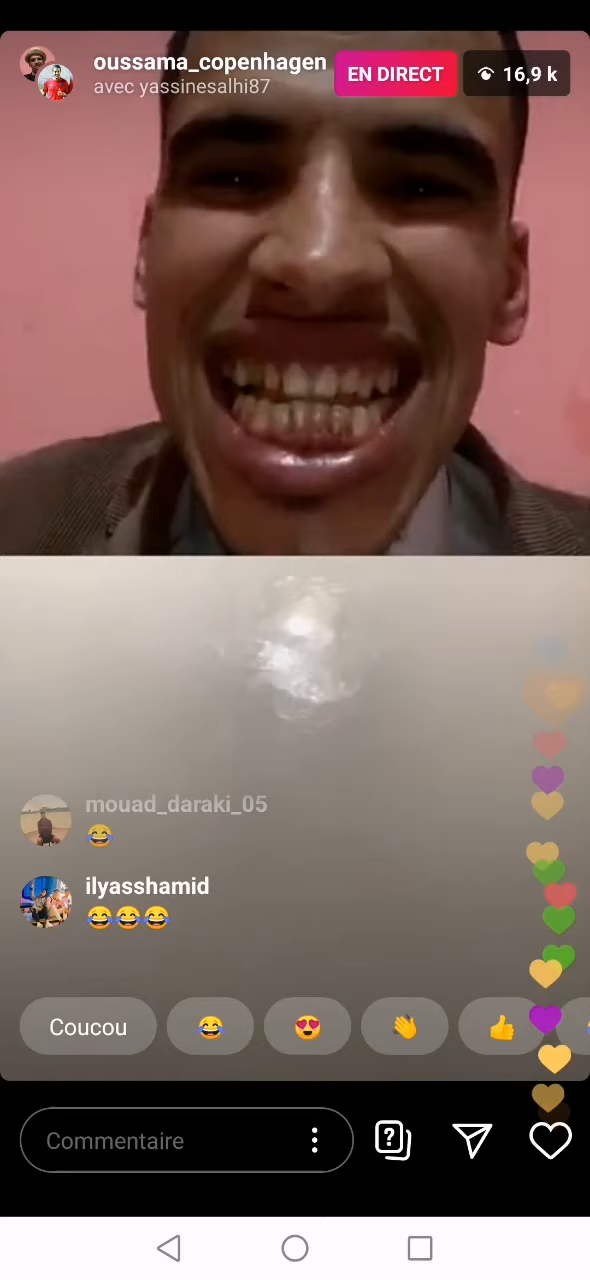 oussama_copenhagen
EN DIRECT
16,9 k
avec yassinesalhi87
mouad_daraki_05
😂
ilyasshamid
😂😂😂
Coucou
😂
😍
👋
👍
Commentaire
?